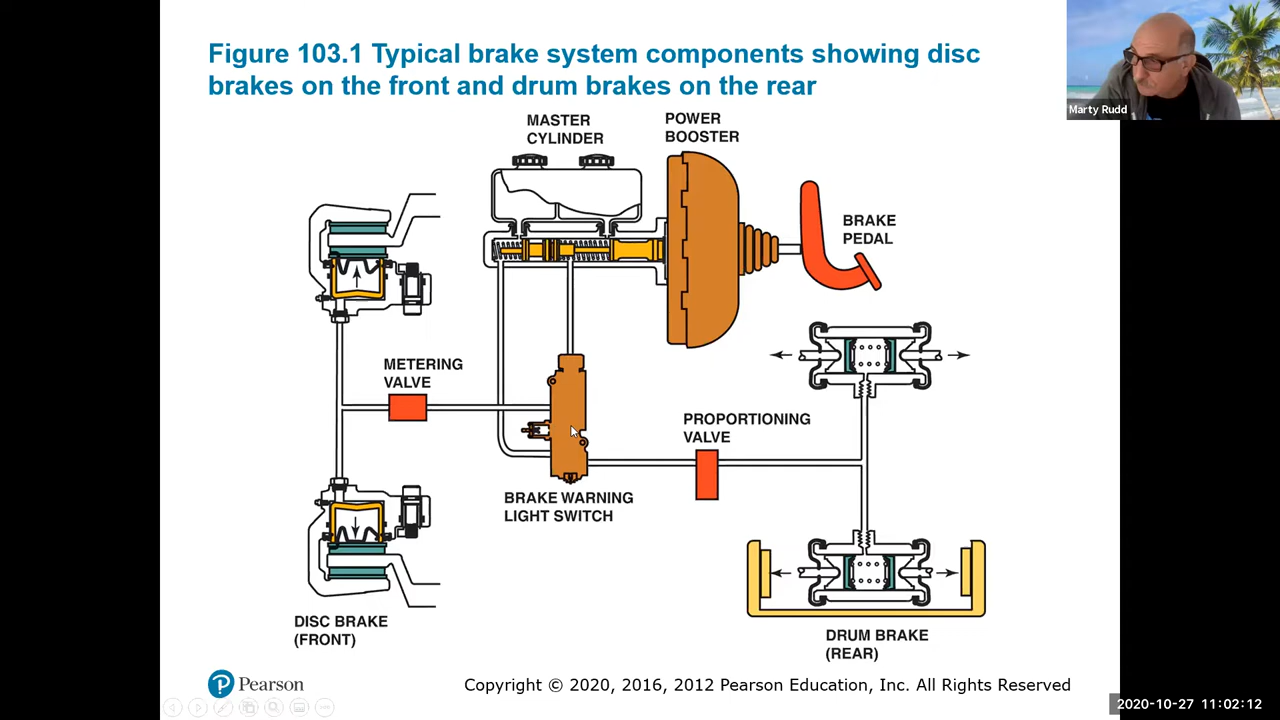 Figure 103.1 Typical brake system components showing disc
brakes on the front and drum brakes on the rear
Marty Rudd
MASTER
CYLINDER
POWER
BOOSTER
BRAKE
PEDAL
METERING
VALVE
PROPORTIONING
VALVE
BRAKE WARNING
LIGHT SWITCH
DISC BRAKE
(FRONT)
DRUM BRAKE
(REAR)
P Pearson
Copyright © 2020, 2016, 2012 Pearson Education, Inc. All Rights Reserved
2020-10-27 11:02:12